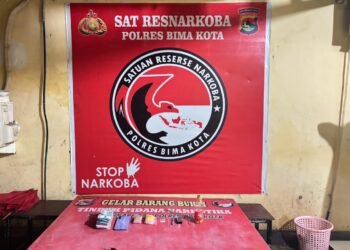 SAT RESNARKOBA
POLRES BIMA KOTA
SATUAN RESERSE NARKOBA
POLRES BIMA KOTA
STOP
NARKOBA
GELAR BARANG BUKTI
TINDAK PIDANA NARKOTIKA